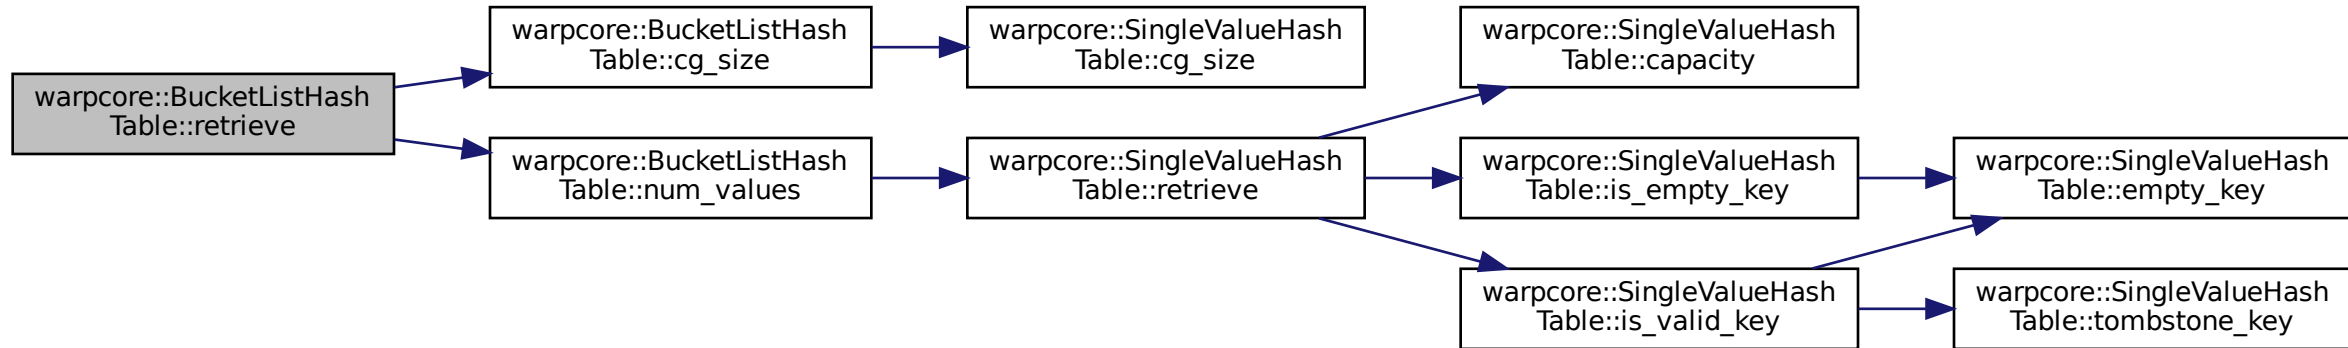 warpcore::BucketListHash
Table::retrieve
warpcore::BucketListHash
Table::cg_size
warpcore::SingleValueHash
Table::cg_size
warpcore::BucketListHash
Table::num_values
warpcore::SingleValueHash
Table::retrieve
warpcore::SingleValueHash
Table::capacity
warpcore::SingleValueHash
Table::is_empty_key
warpcore::SingleValueHash
Table::empty_key
warpcore::SingleValueHash
Table::is_valid_key
warpcore::SingleValueHash
Table::tombstone_key